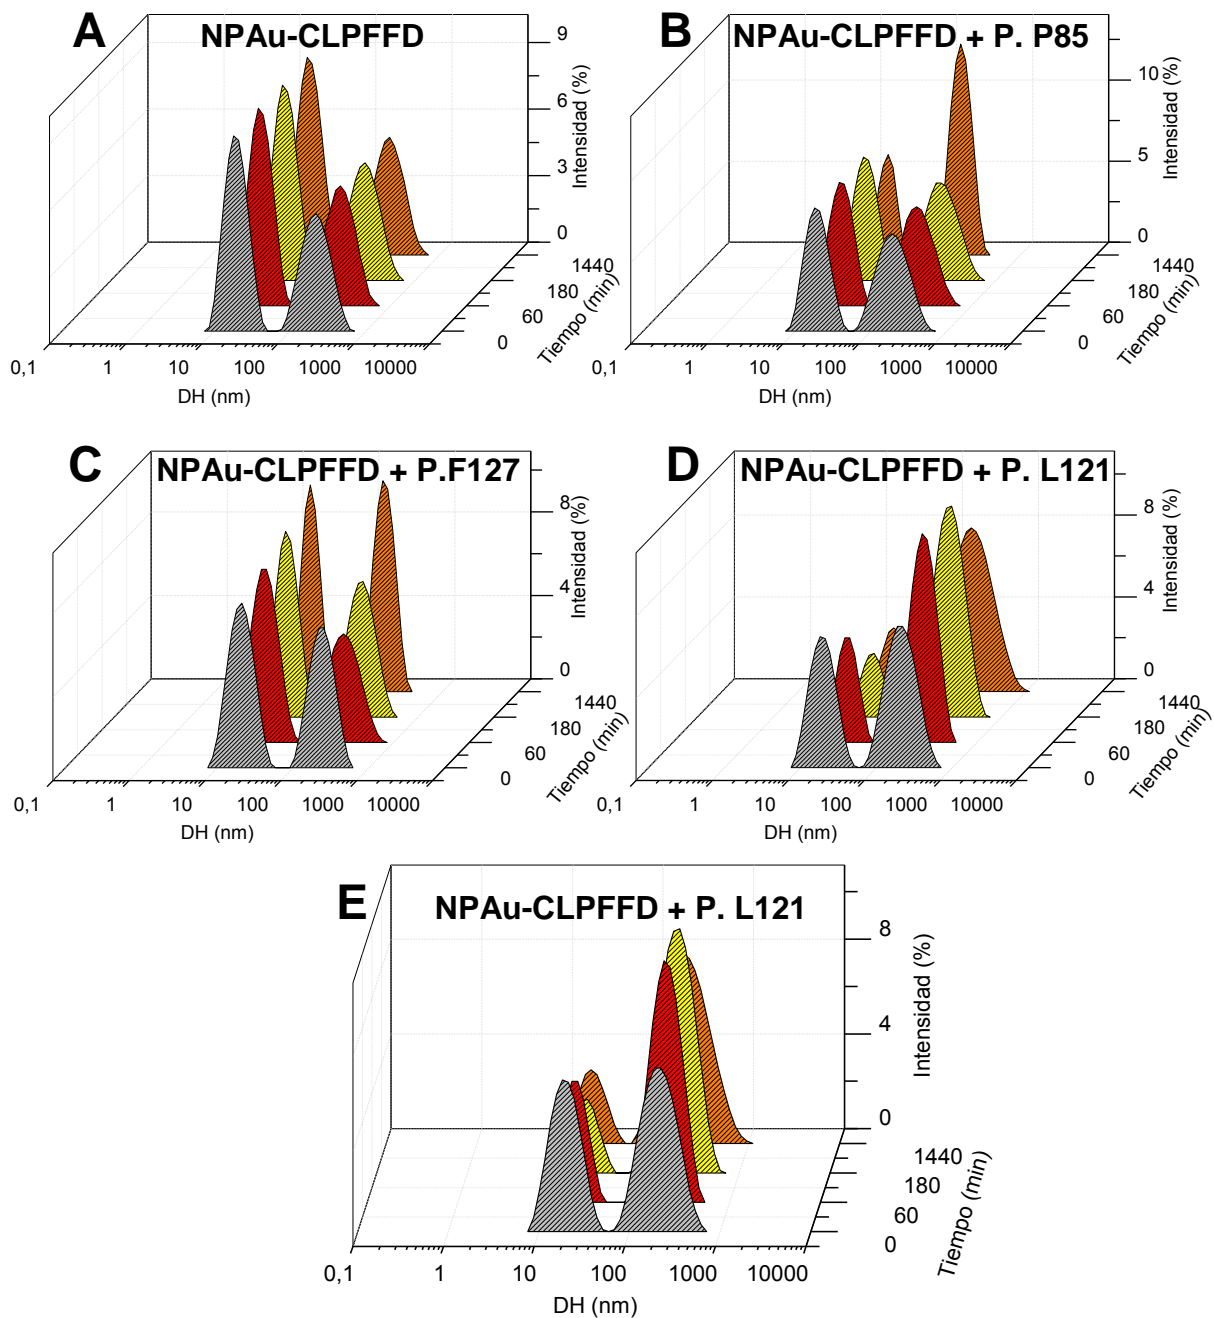 A
NPAu-CLPFFD
9
6
3
0
Intensidad (%)
1440
180
60
0
Tiempo (min)
0,1 1 10 100 1000 10000
DH (nm)
B
NPAu-CLPFFD + P. P85
10
5
0
Intensidad (%)
1440
180
60
0
Tiempo (min)
0,1 1 10 100 1000 10000
DH (nm)
C
NPAu-CLPFFD + P.F127
8
4
0
Intensidad (%)
1440
180
60
0
Tiempo (min)
0,1 1 10 100 1000 10000
DH (nm)
D
NPAu-CLPFFD + P. L121
8
4
0
Intensidad (%)
1440
180
60
0
Tiempo (min)
0,1 1 10 100 1000 10000
DH (nm)
E
NPAu-CLPFFD + P. L121
8
4
0
Intensidad (%)
1440
180
60
0
Tiempo (min)
0,1 1 10 100 1000 10000
DH (nm)